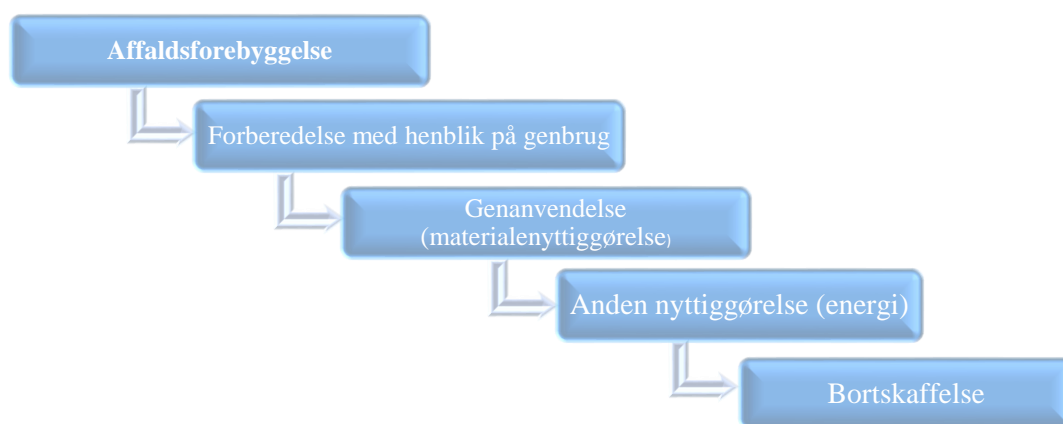 Affaldsforebyggelse
Forberedelse med henblik på genbrug
Genanvendelse
(materialenyttiggørelse)
Anden nyttiggørelse (energi)
Bortskaffelse